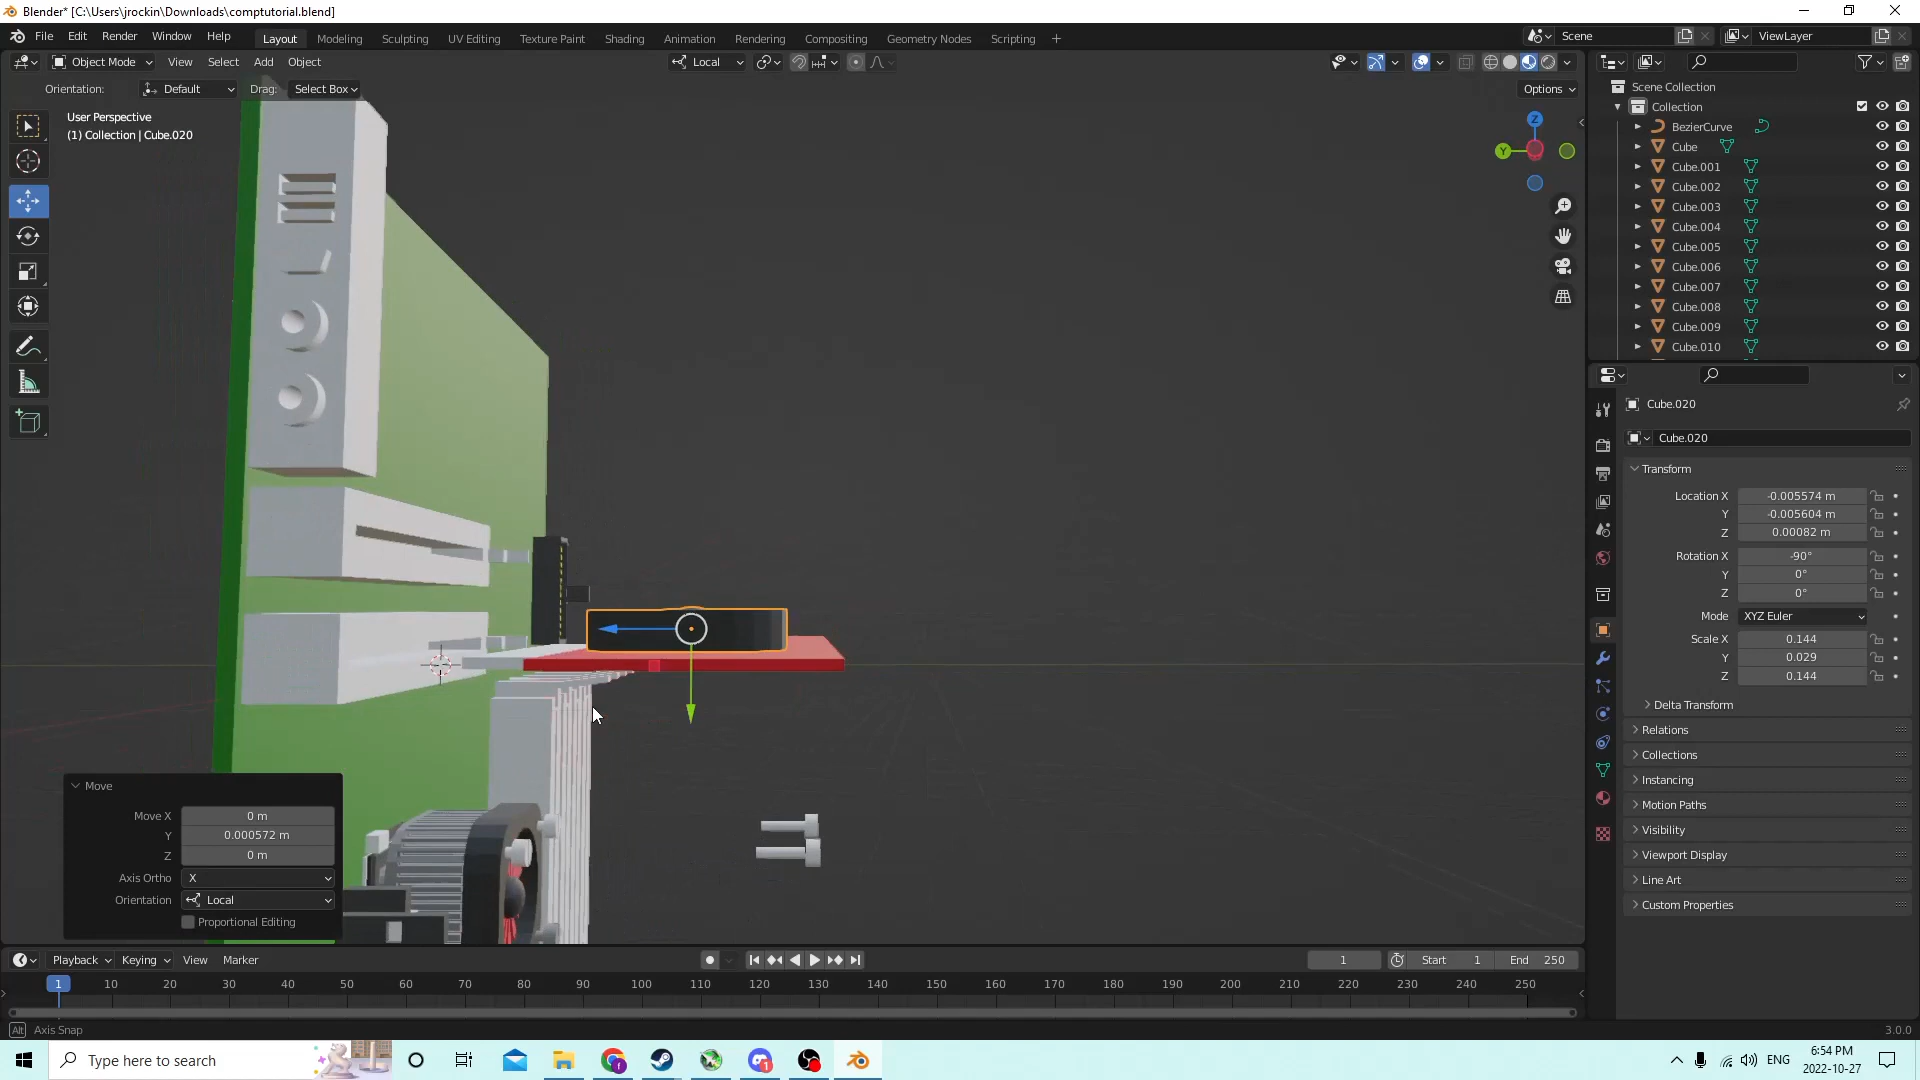 Blender* [C:\Users\jrockin\Downloads\comptutorial.blend]
File Edit Render Window Help
Layout Modeling Sculpting UV Editing Texture Paint Shading Animation Rendering Compositing Geometry Nodes Scripting +
Scene
ViewLayer
Object Mode View Select Add Object
Local
Orientation: Default Drag: Select Box
Options
User Perspective
(1) Collection | Cube.020
Z
Y
Scene Collection
Collection
BezierCurve
Cube
Cube.001
Cube.002
Cube.003
Cube.004
Cube.005
Cube.006
Cube.007
Cube.008
Cube.009
Cube.010
Cube.020
Cube.020
Transform
Location X -0.005574 m
Y -0.005604 m
Z 0.00082 m
Rotation X -90°
Y 0°
Z 0°
Mode XYZ Euler
Scale X 0.144
Y 0.029
Z 0.144
Delta Transform
Relations
Collections
Instancing
Motion Paths
Visibility
Viewport Display
Line Art
Custom Properties
Move
Move X 0 m
Y 0.000572 m
Z 0 m
Axis Ortho X
Orientation Local
Proportional Editing
Playback Keying View Marker
1
Start 1
End 250
1 10 20 30 40 50 60 70 80 90 100 110 120 130 140 150 160 170 180 190 200 210 220 230 240 250
Alt Axis Snap
3.0.0
Type here to search
1
ENG
6:54 PM
2022-10-27